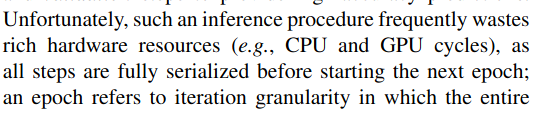 Unfortunately, such an inference procedure frequently wastes
rich hardware resources (e.g., CPU and GPU cycles), as
all steps are fully serialized before starting the next epoch;
an epoch refers to iteration granularity in which the entire